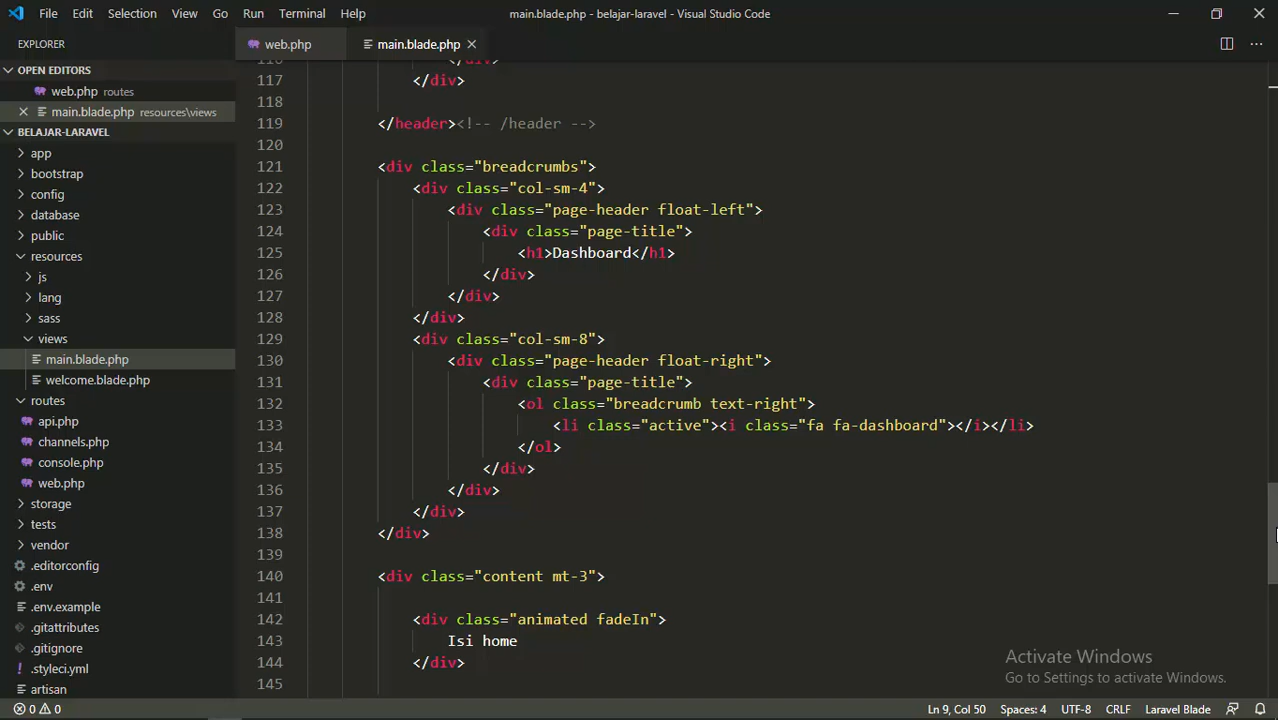 File Edit Selection View Go Run Terminal Help main.blade.php - belajar-laravel - Visual Studio Code
EXPLORER
OPEN EDITORS
web.php routes
main.blade.php resources\views
BELAJAR-LARAVEL
app
bootstrap
config
database
public
resources
js
lang
sass
views
main.blade.php
welcome.blade.php
routes
api.php
channels.php
console.php
web.php
storage
tests
vendor
.editorconfig
.env
.env.example
.gitattributes
.gitignore
.styleci.yml
artisan
web.php main.blade.php
116 </div>
117 </div>
118
119 </header><!-- /header -->
120
121 <div class="breadcrumbs">
122 <div class="col-sm-4">
123 <div class="page-header float-left">
124 <div class="page-title">
125 <h1>Dashboard</h1>
126 </div>
127 </div>
128 </div>
129 <div class="col-sm-8">
130 <div class="page-header float-right">
131 <div class="page-title">
132 <ol class="breadcrumb text-right">
133 <li class="active"><i class="fa fa-dashboard"></i></li>
134 </ol>
135 </div>
136 </div>
137 </div>
138 </div>
139
140 <div class="content mt-3">
141
142 <div class="animated fadeIn">
143 Isi home
144 </div>
145
Activate Windows
Go to Settings to activate Windows.
0 0 Ln 9, Col 50 Spaces: 4 UTF-8 CRLF Laravel Blade